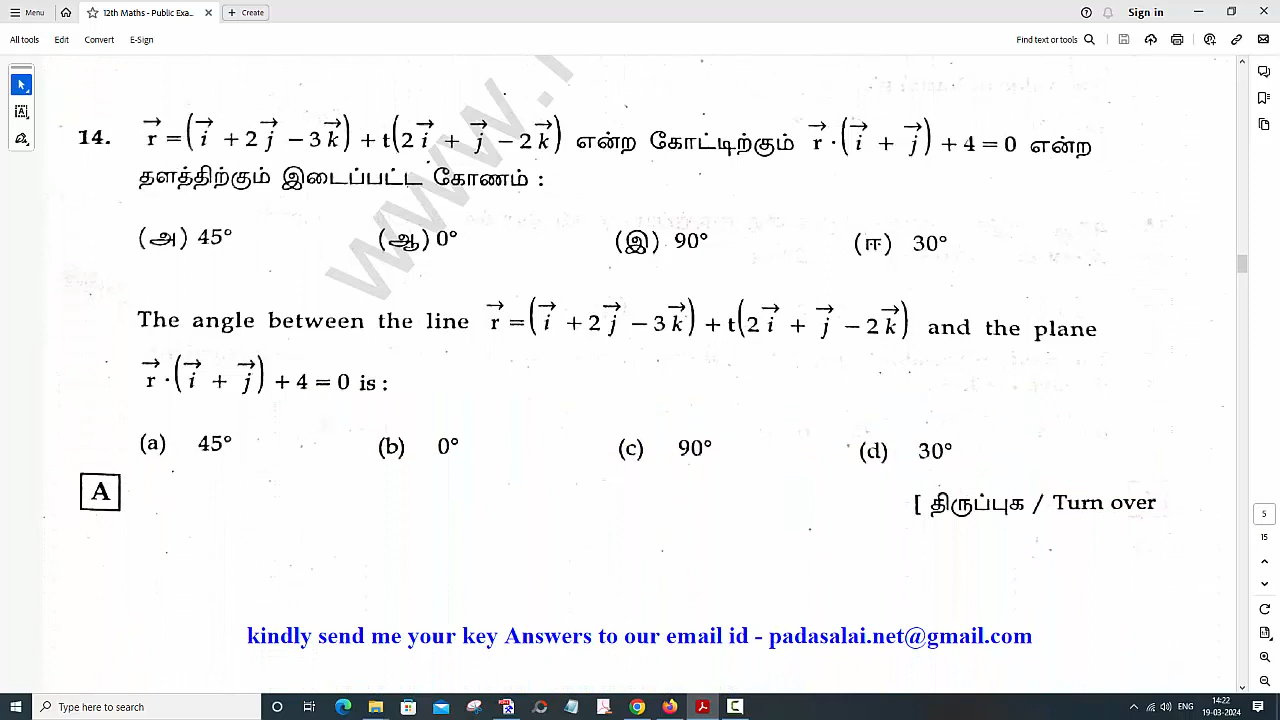 Menu
12th Maths - Public Exa...
Create
Sign in
All tools Edit Convert E-Sign
Find text or tools
www.
14. r⃗ = (i⃗ + 2j⃗ − 3k⃗) + t(2i⃗ + j⃗ − 2k⃗) என்ற கோட்டிற்கும் r⃗ · (i⃗ + j⃗) + 4 = 0 என்ற
தளத்திற்கும் இடைப்பட்ட கோணம் :
(அ) 45° (ஆ) 0° (இ) 90° (ஈ) 30°
The angle between the line r⃗ = (i⃗ + 2j⃗ − 3k⃗) + t(2i⃗ + j⃗ − 2k⃗) and the plane
r⃗ · (i⃗ + j⃗) + 4 = 0 is :
(a) 45° (b) 0° (c) 90° (d) 30°
A
[ திருப்புக / Turn over
5
15
kindly send me your key Answers to our email id - padasalai.net@gmail.com
Type here to search
ENG
14:22
19-03-2024